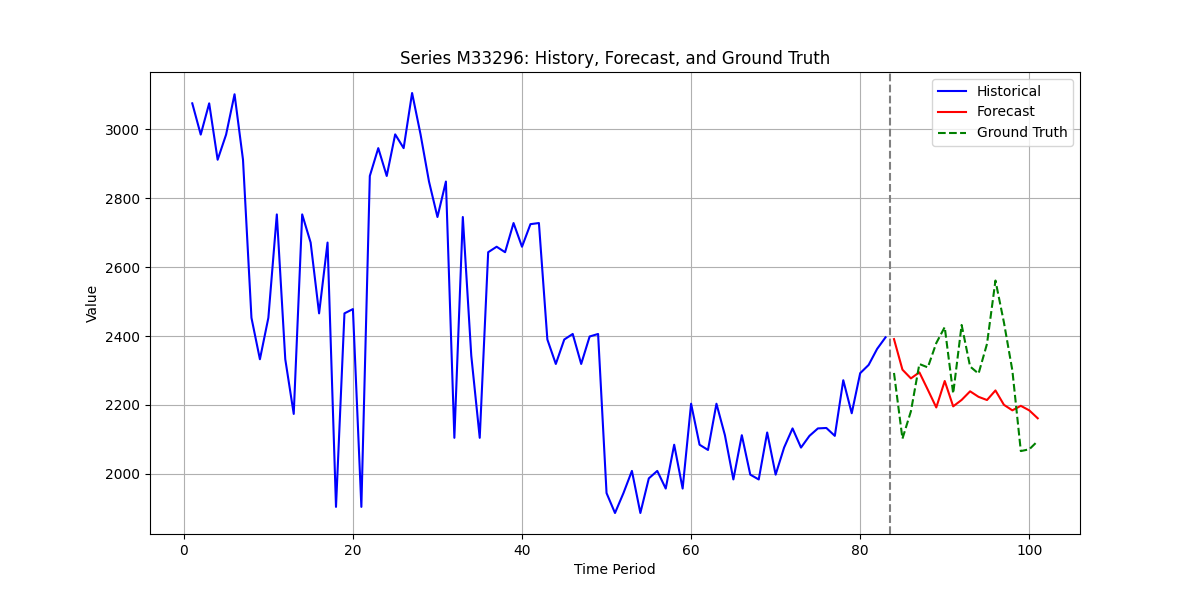 Series M33296: History, Forecast, and Ground Truth
Historical
Forecast
Ground Truth
3000
2800
2600
2400
2200
2000
Value
0 20 40 60 80 100
Time Period